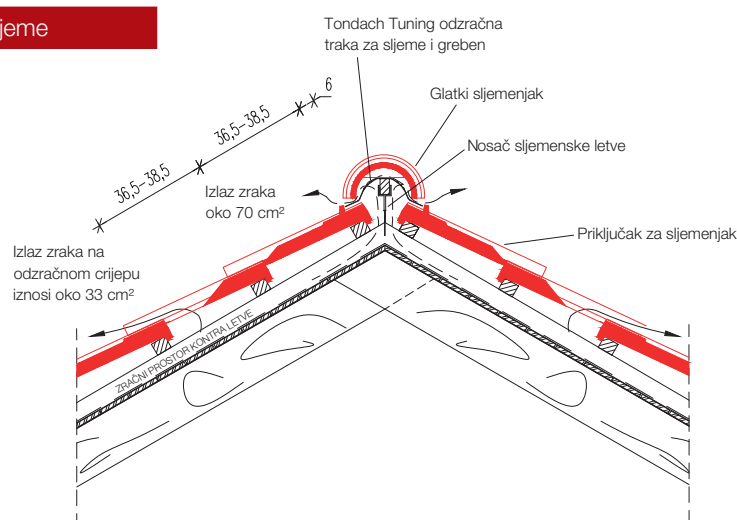 jeme
Tondach Tuning odzračna
traka za sljeme i greben
6
36,5–38,5
36,5–38,5
Glatki sljemenjak
Nosač sljemenske letve
Izlaz zraka
oko 70 cm²
Priključak za sljemenjak
Izlaz zraka na
odzračnom crijepu
iznosi oko 33 cm²
ZRAČNI PROSTOR KONTRA LETVE